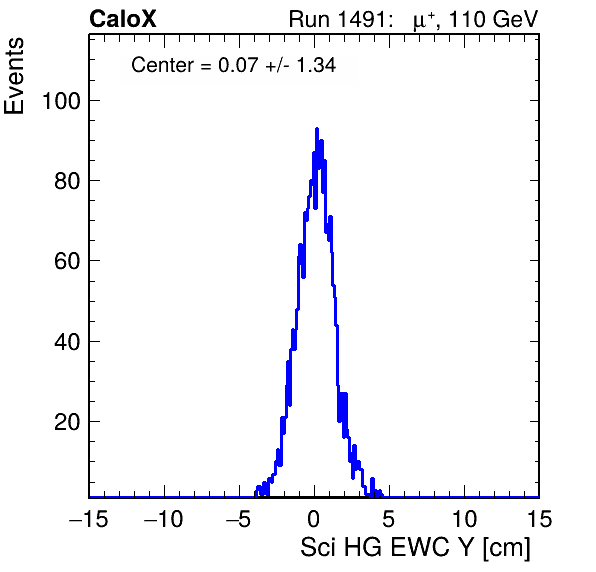 CaloX Run 1491: μ⁺, 110 GeV
Center = 0.07 +/- 1.34
Events
100
80
60
40
20
−15 −10 −5 0 5 10 15
Sci HG EWC Y [cm]